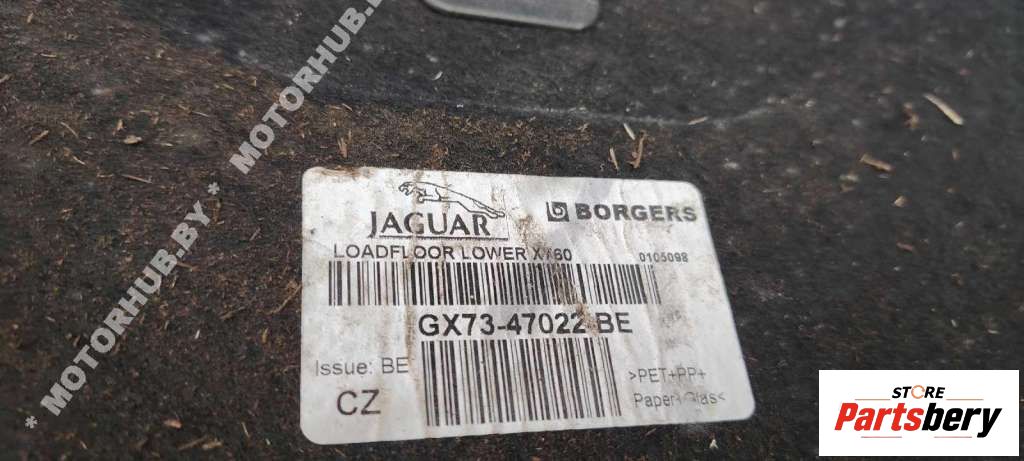 * MOTORHUB.BY * MOTORHUB.BY
JAGUAR
BORGERS
LOADFLOOR LOWER X760
0105098
GX73-47022 BE
Issue: BE
CZ
>PET+PP+
Paper+Glas<
STORE
Partsbery